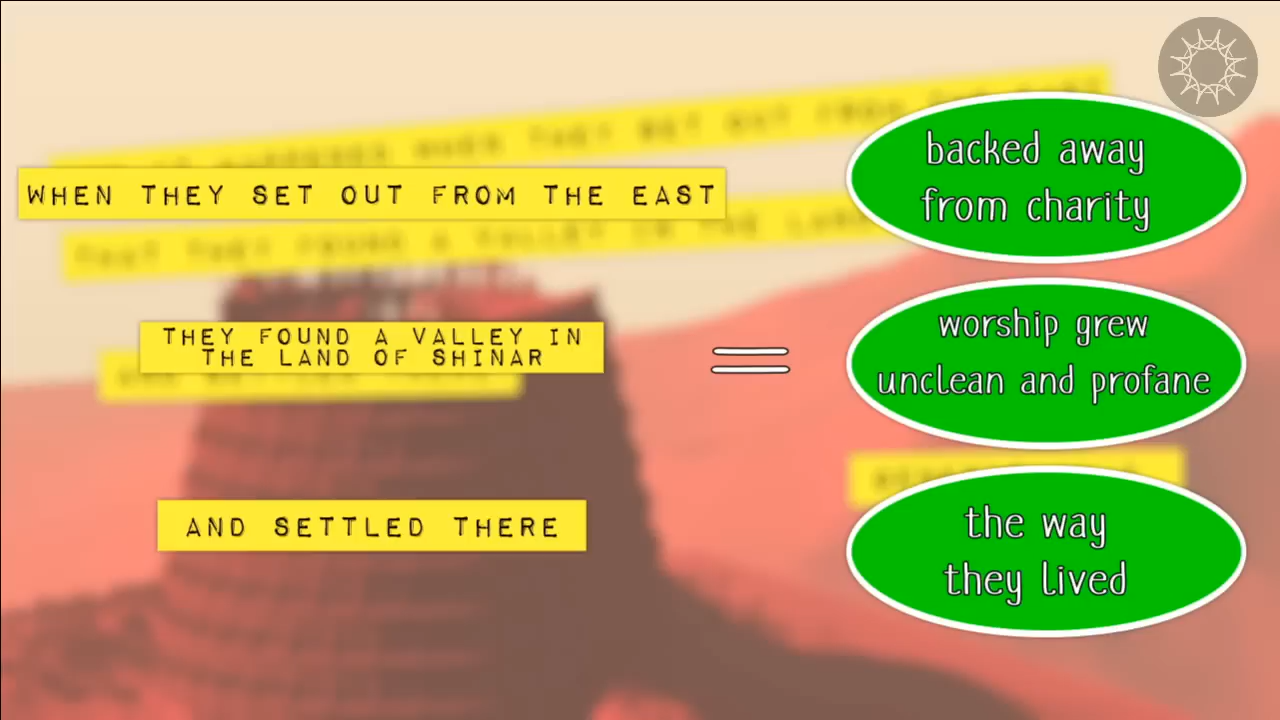 WHEN THEY SET OUT FROM THE EAST
backed away
from charity
THEY FOUND A VALLEY IN
THE LAND OF SHINAR
=
worship grew
unclean and profane
AND SETTLED THERE
the way
they lived